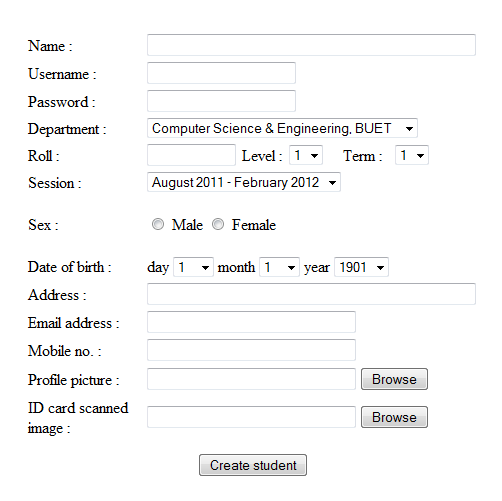 Name :
Username :
Password :
Department : Computer Science & Engineering, BUET
Roll : Level : 1 Term : 1
Session : August 2011 - February 2012
Sex : Male Female
Date of birth : day 1 month 1 year 1901
Address :
Email address :
Mobile no. :
Profile picture : Browse
ID card scanned
image : Browse
Create student